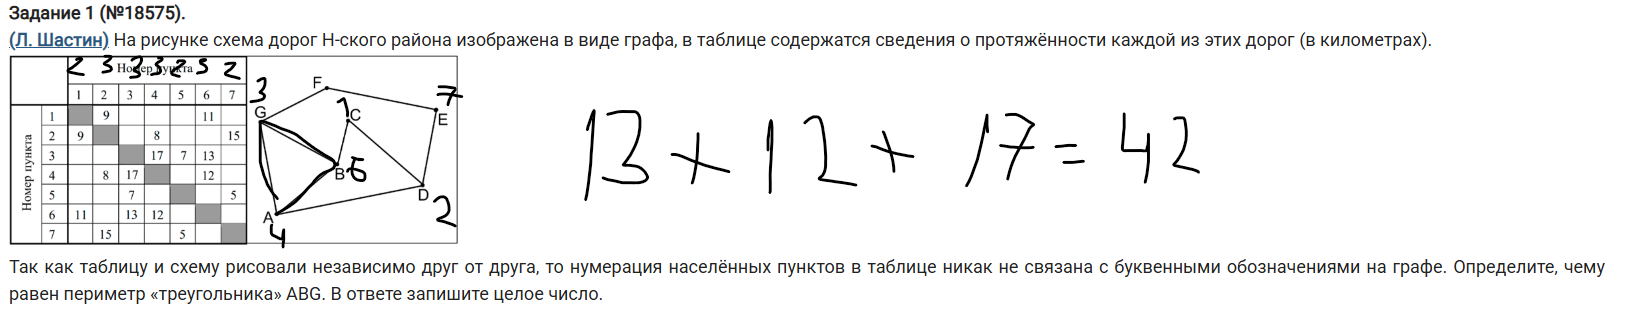 Задание 1 (№18575).
(Л. Шастин) На рисунке схема дорог Н-ского района изображена в виде графа, в таблице содержатся сведения о протяжённости каждой из этих дорог (в километрах).
2 3 3 3 2 3 2
Номер пункта
1 2 3 4 5 6 7
Номер пункта
1 9 11
2 9 8 15
3 17 7 13
4 8 17 12
5 7 5
6 11 13 12
7 15 5
3 G F 1 C 7 E
B 5
A 4 D 2
13 + 12 + 17 = 42
Так как таблицу и схему рисовали независимо друг от друга, то нумерация населённых пунктов в таблице никак не связана с буквенными обозначениями на графе. Определите, чему
равен периметр «треугольника» ABG. В ответе запишите целое число.